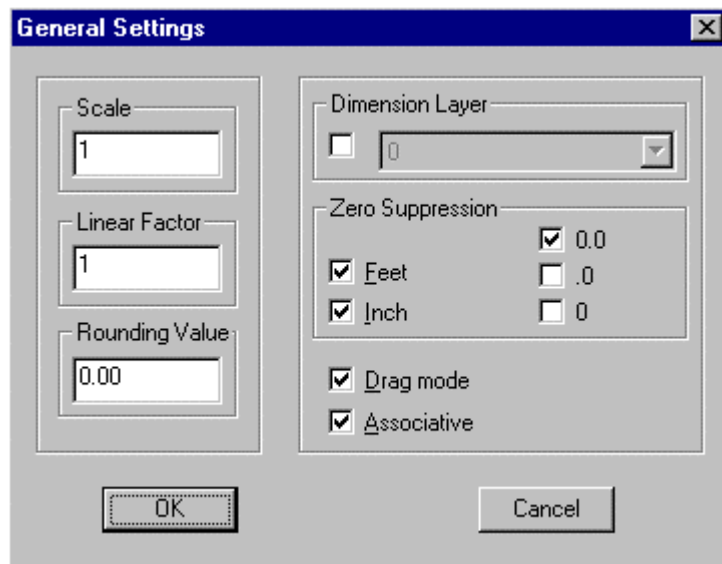 General Settings
Scale
1
Linear Factor
1
Rounding Value
0.00
Dimension Layer
0
Zero Suppression
0.0
Feet
.0
Inch
0
Drag mode
Associative
OK
Cancel